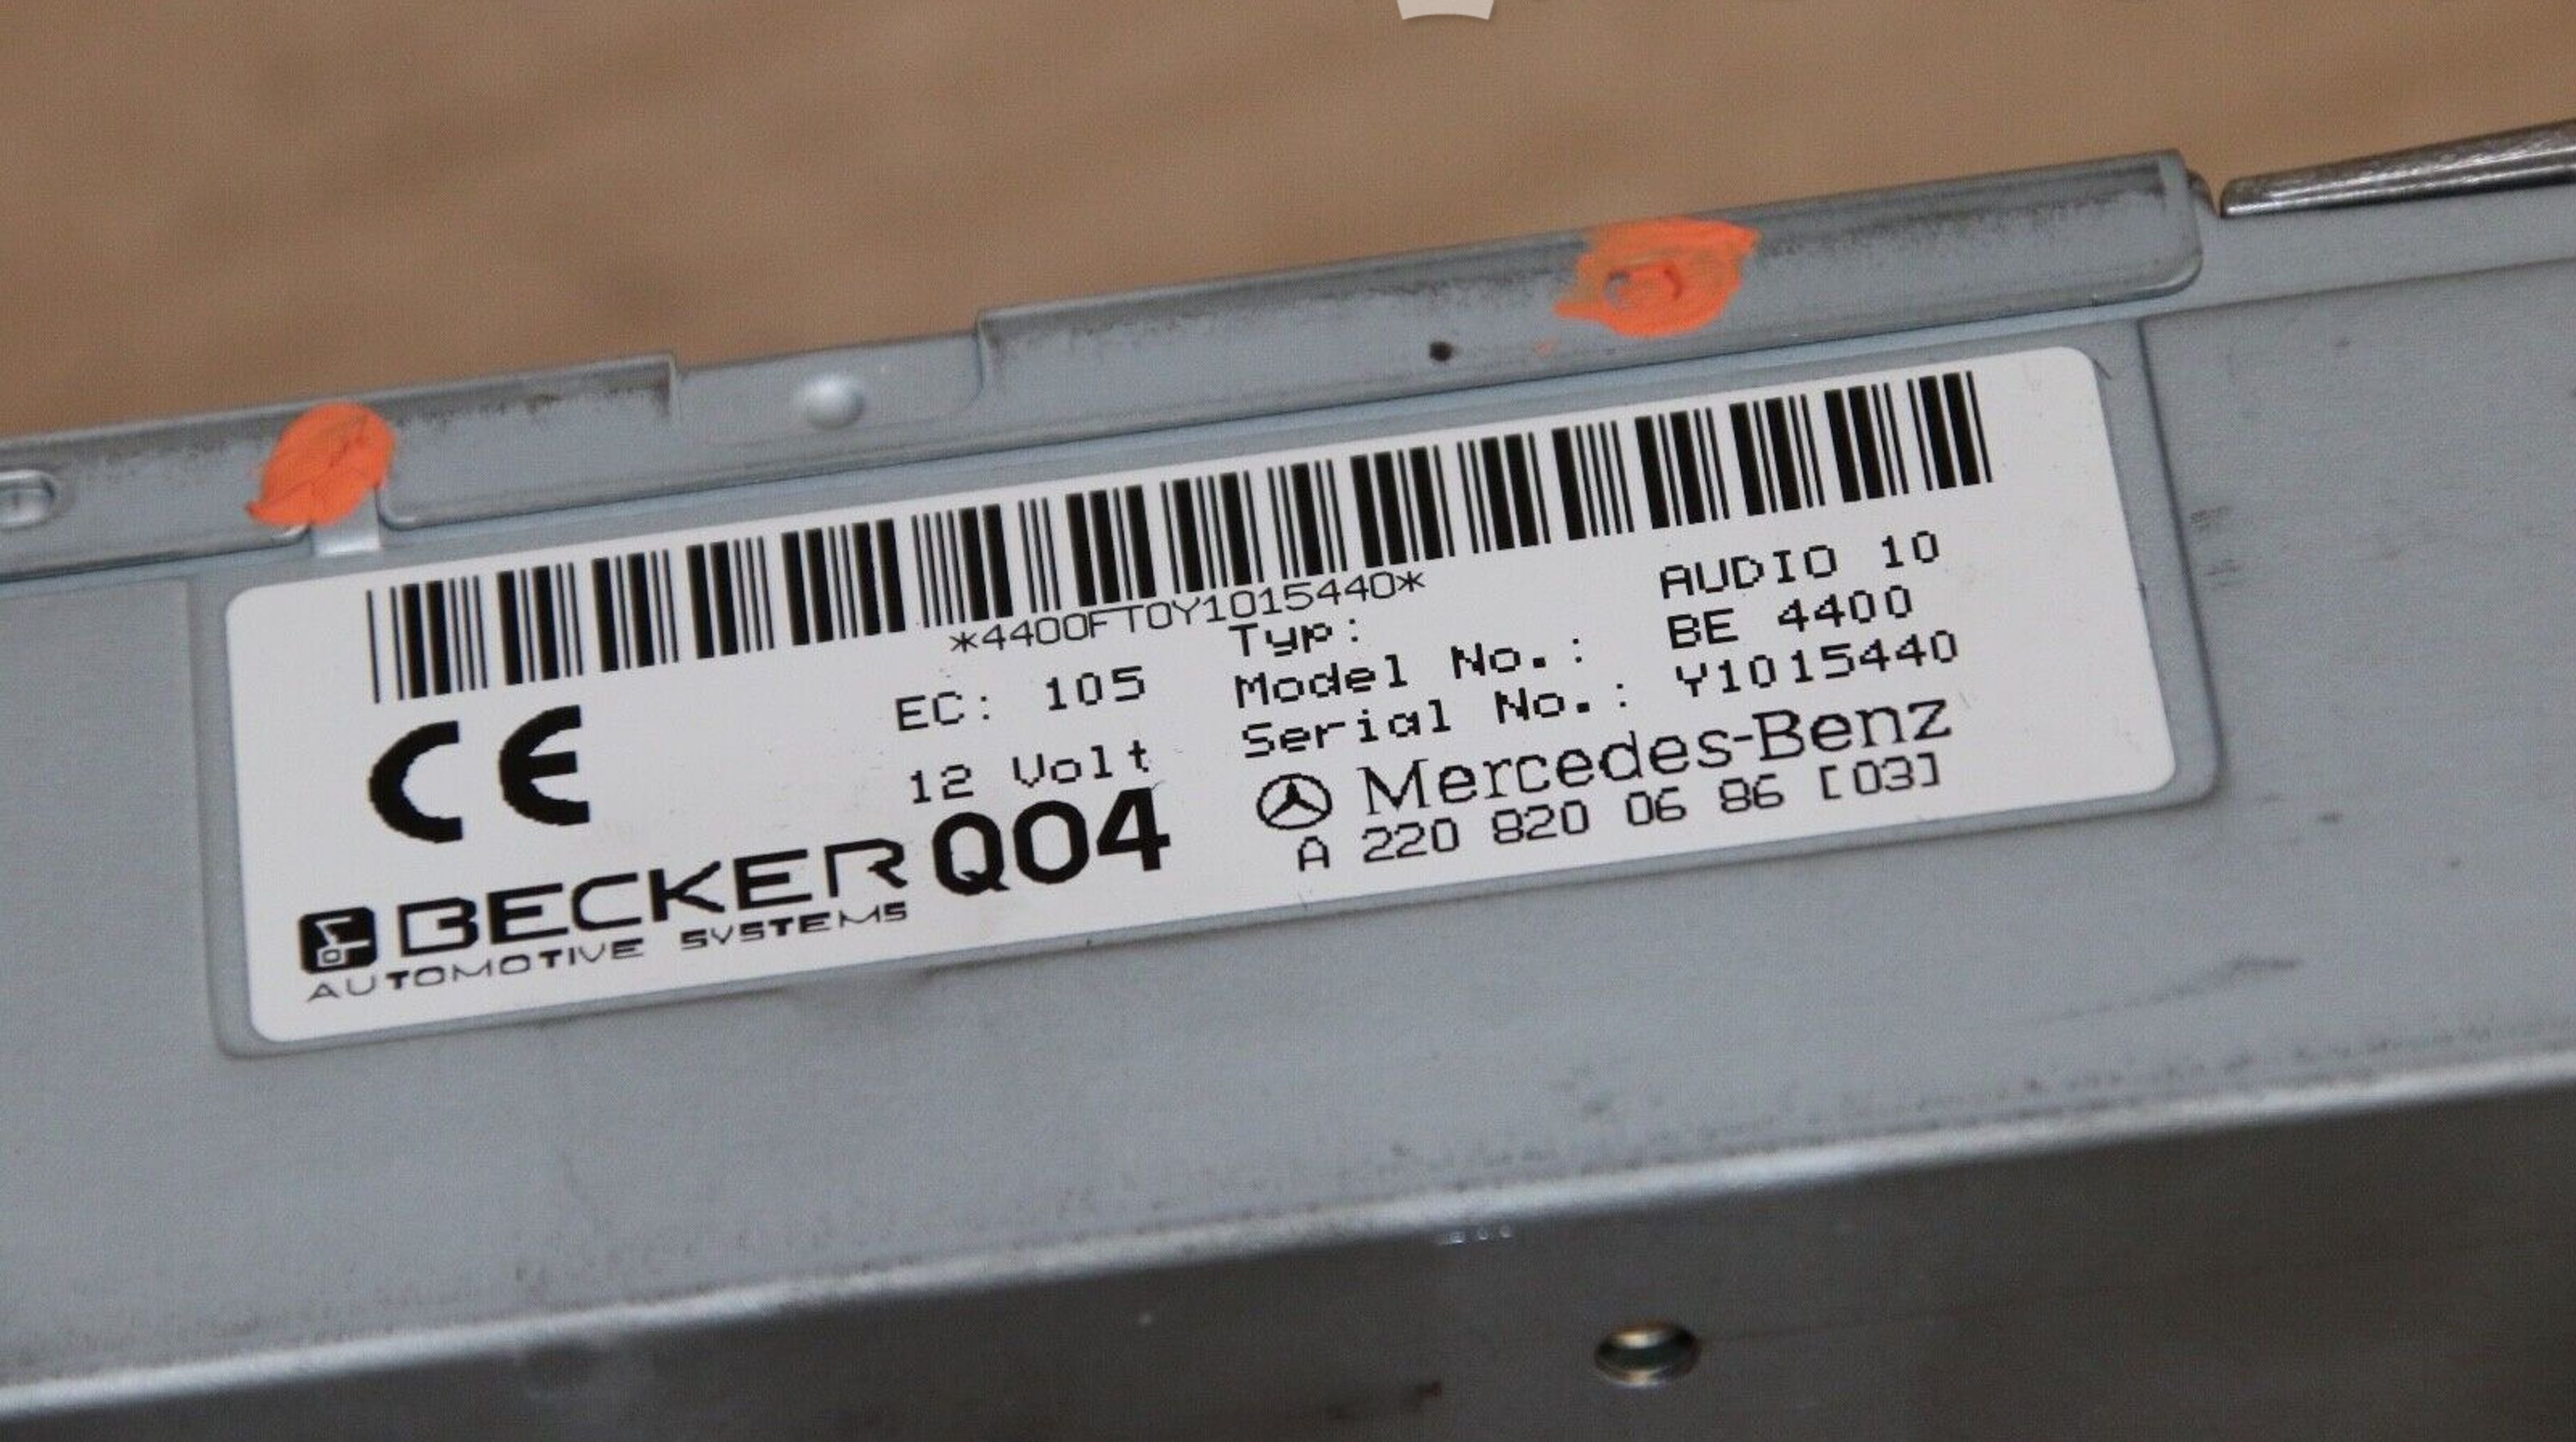 *4400FT0Y1015440*
EC: 105
12 Volt
Typ: AUDIO 10
Model No.: BE 4400
Serial No.: Y1015440
CE
BECKER Q04
AUTOMOTIVE SYSTEMS
Mercedes-Benz
A 220 820 06 86 [03]